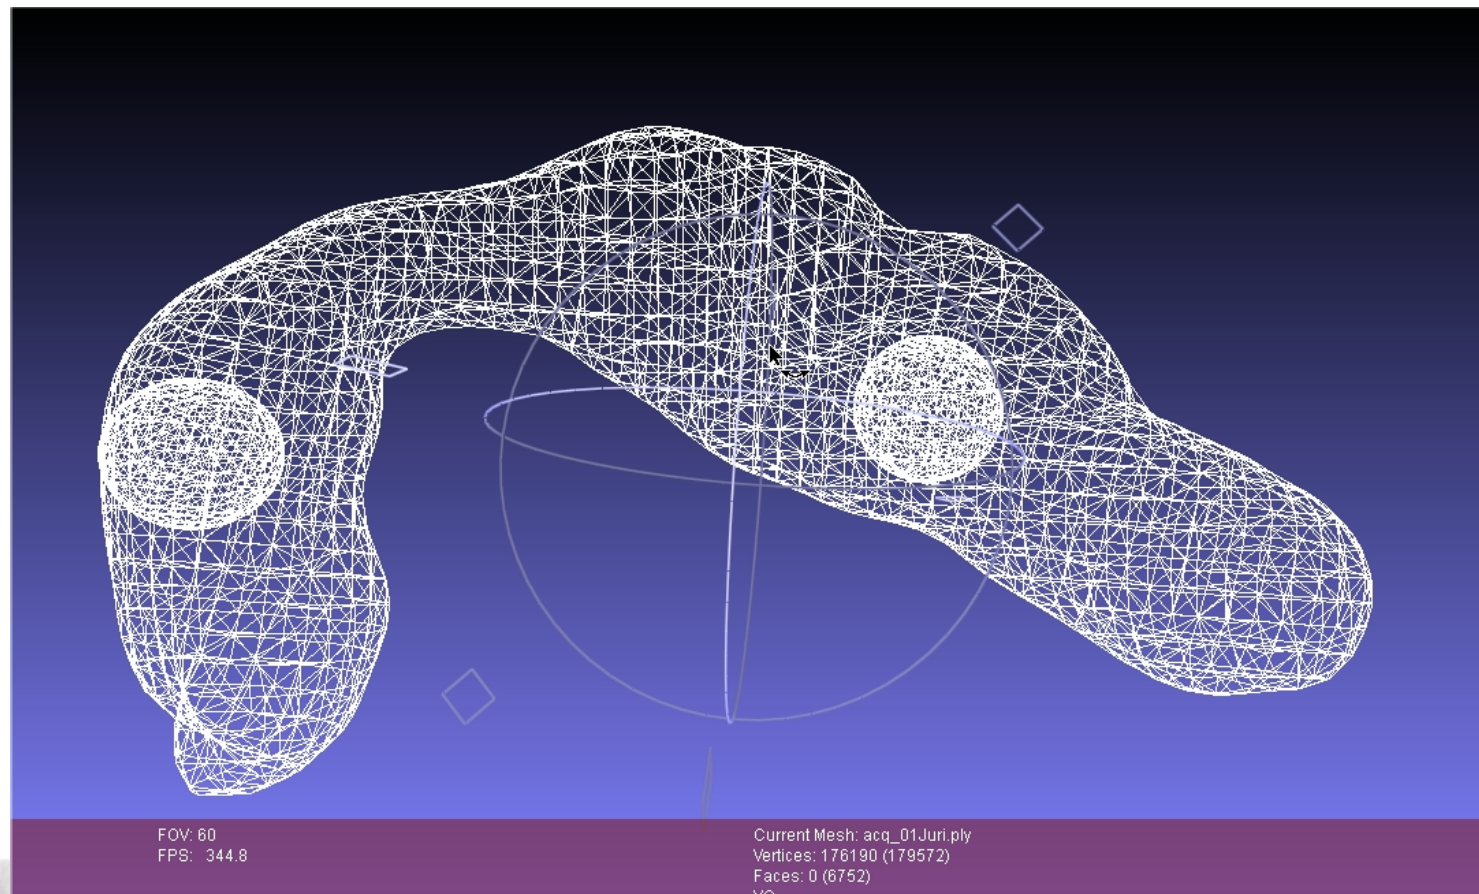 FOV: 60
FPS: 344.8
Current Mesh: acq_01Juri.ply
Vertices: 176190 (179572)
Faces: 0 (6752)